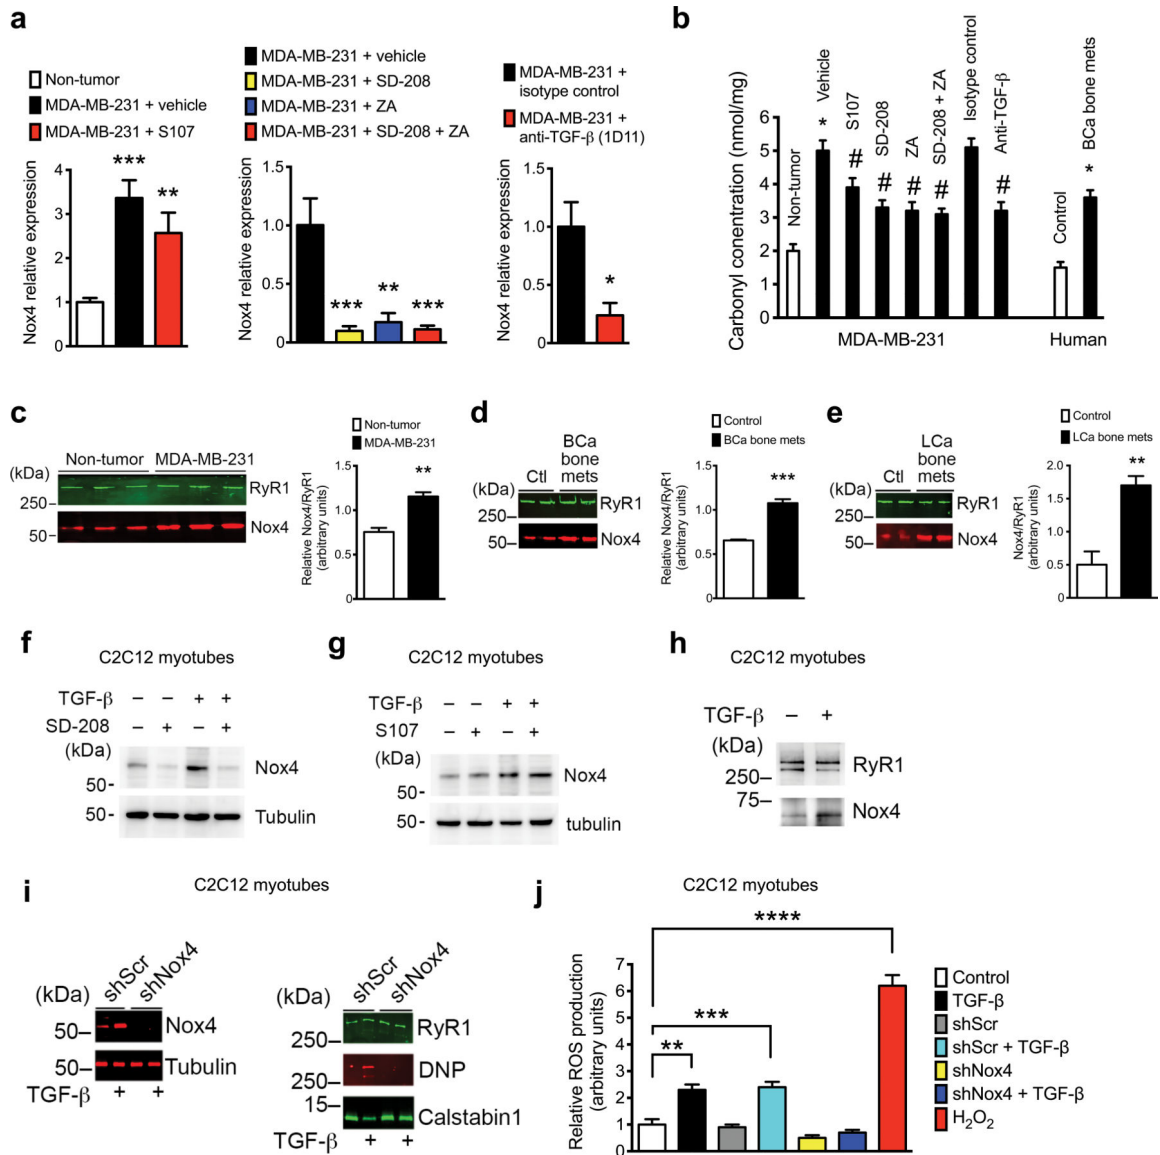 a
Non-tumor
MDA-MB-231 + vehicle
MDA-MB-231 + S107
Nox4 relative expression
4
3
2
1
0
***
**
MDA-MB-231 + vehicle
MDA-MB-231 + SD-208
MDA-MB-231 + ZA
MDA-MB-231 + SD-208 + ZA
Nox4 relative expression
1.5
1.0
0.5
0
***
**
***
MDA-MB-231 +
isotype control
MDA-MB-231 +
anti-TGF-β (1D11)
Nox4 relative expression
1.5
1.0
0.5
0
*
b
Carbonyl conentration (nmol/mg)
6
5
4
3
2
1
0
Non-tumor
* Vehicle
# S107
# SD-208
# ZA
# SD-208 + ZA
Isotype control
# Anti-TGF-β
Control
* BCa bone mets
MDA-MB-231
Human
c
Non-tumor MDA-MB-231
(kDa)
250–
RyR1
50–
Nox4
Non-tumor
MDA-MB-231
Relative Nox4/RyR1
(arbitrary units)
1.5
1.0
0.5
0
**
d
BCa
bone
Ctl mets
(kDa)
250–
RyR1
50–
Nox4
Control
BCa bone mets
Relative Nox4/RyR1
(arbitrary units)
1.5
1.0
0.5
0
***
e
LCa
bone
Ctl mets
(kDa)
250–
RyR1
50–
Nox4
Control
LCa bone mets
Nox4/RyR1
(arbitrary units)
2.0
1.5
1.0
0.5
0
**
f
C2C12 myotubes
TGF-β – – + +
SD-208 – + – +
(kDa)
50-
Nox4
50-
Tubulin
g
C2C12 myotubes
TGF-β – – + +
S107 – + – +
(kDa)
50-
Nox4
50-
tubulin
h
C2C12 myotubes
TGF-β – +
(kDa)
250–
RyR1
75–
Nox4
i
C2C12 myotubes
shScr
shNox4
(kDa)
50–
Nox4
50–
Tubulin
TGF-β + +
shScr
shNox4
(kDa)
250–
RyR1
250–
DNP
15–
Calstabin1
TGF-β + +
j
C2C12 myotubes
****
***
**
Relative ROS production
(arbitrary units)
7
6
5
4
3
2
1
0
Control
TGF-β
shScr
shScr + TGF-β
shNox4
shNox4 + TGF-β
H₂O₂